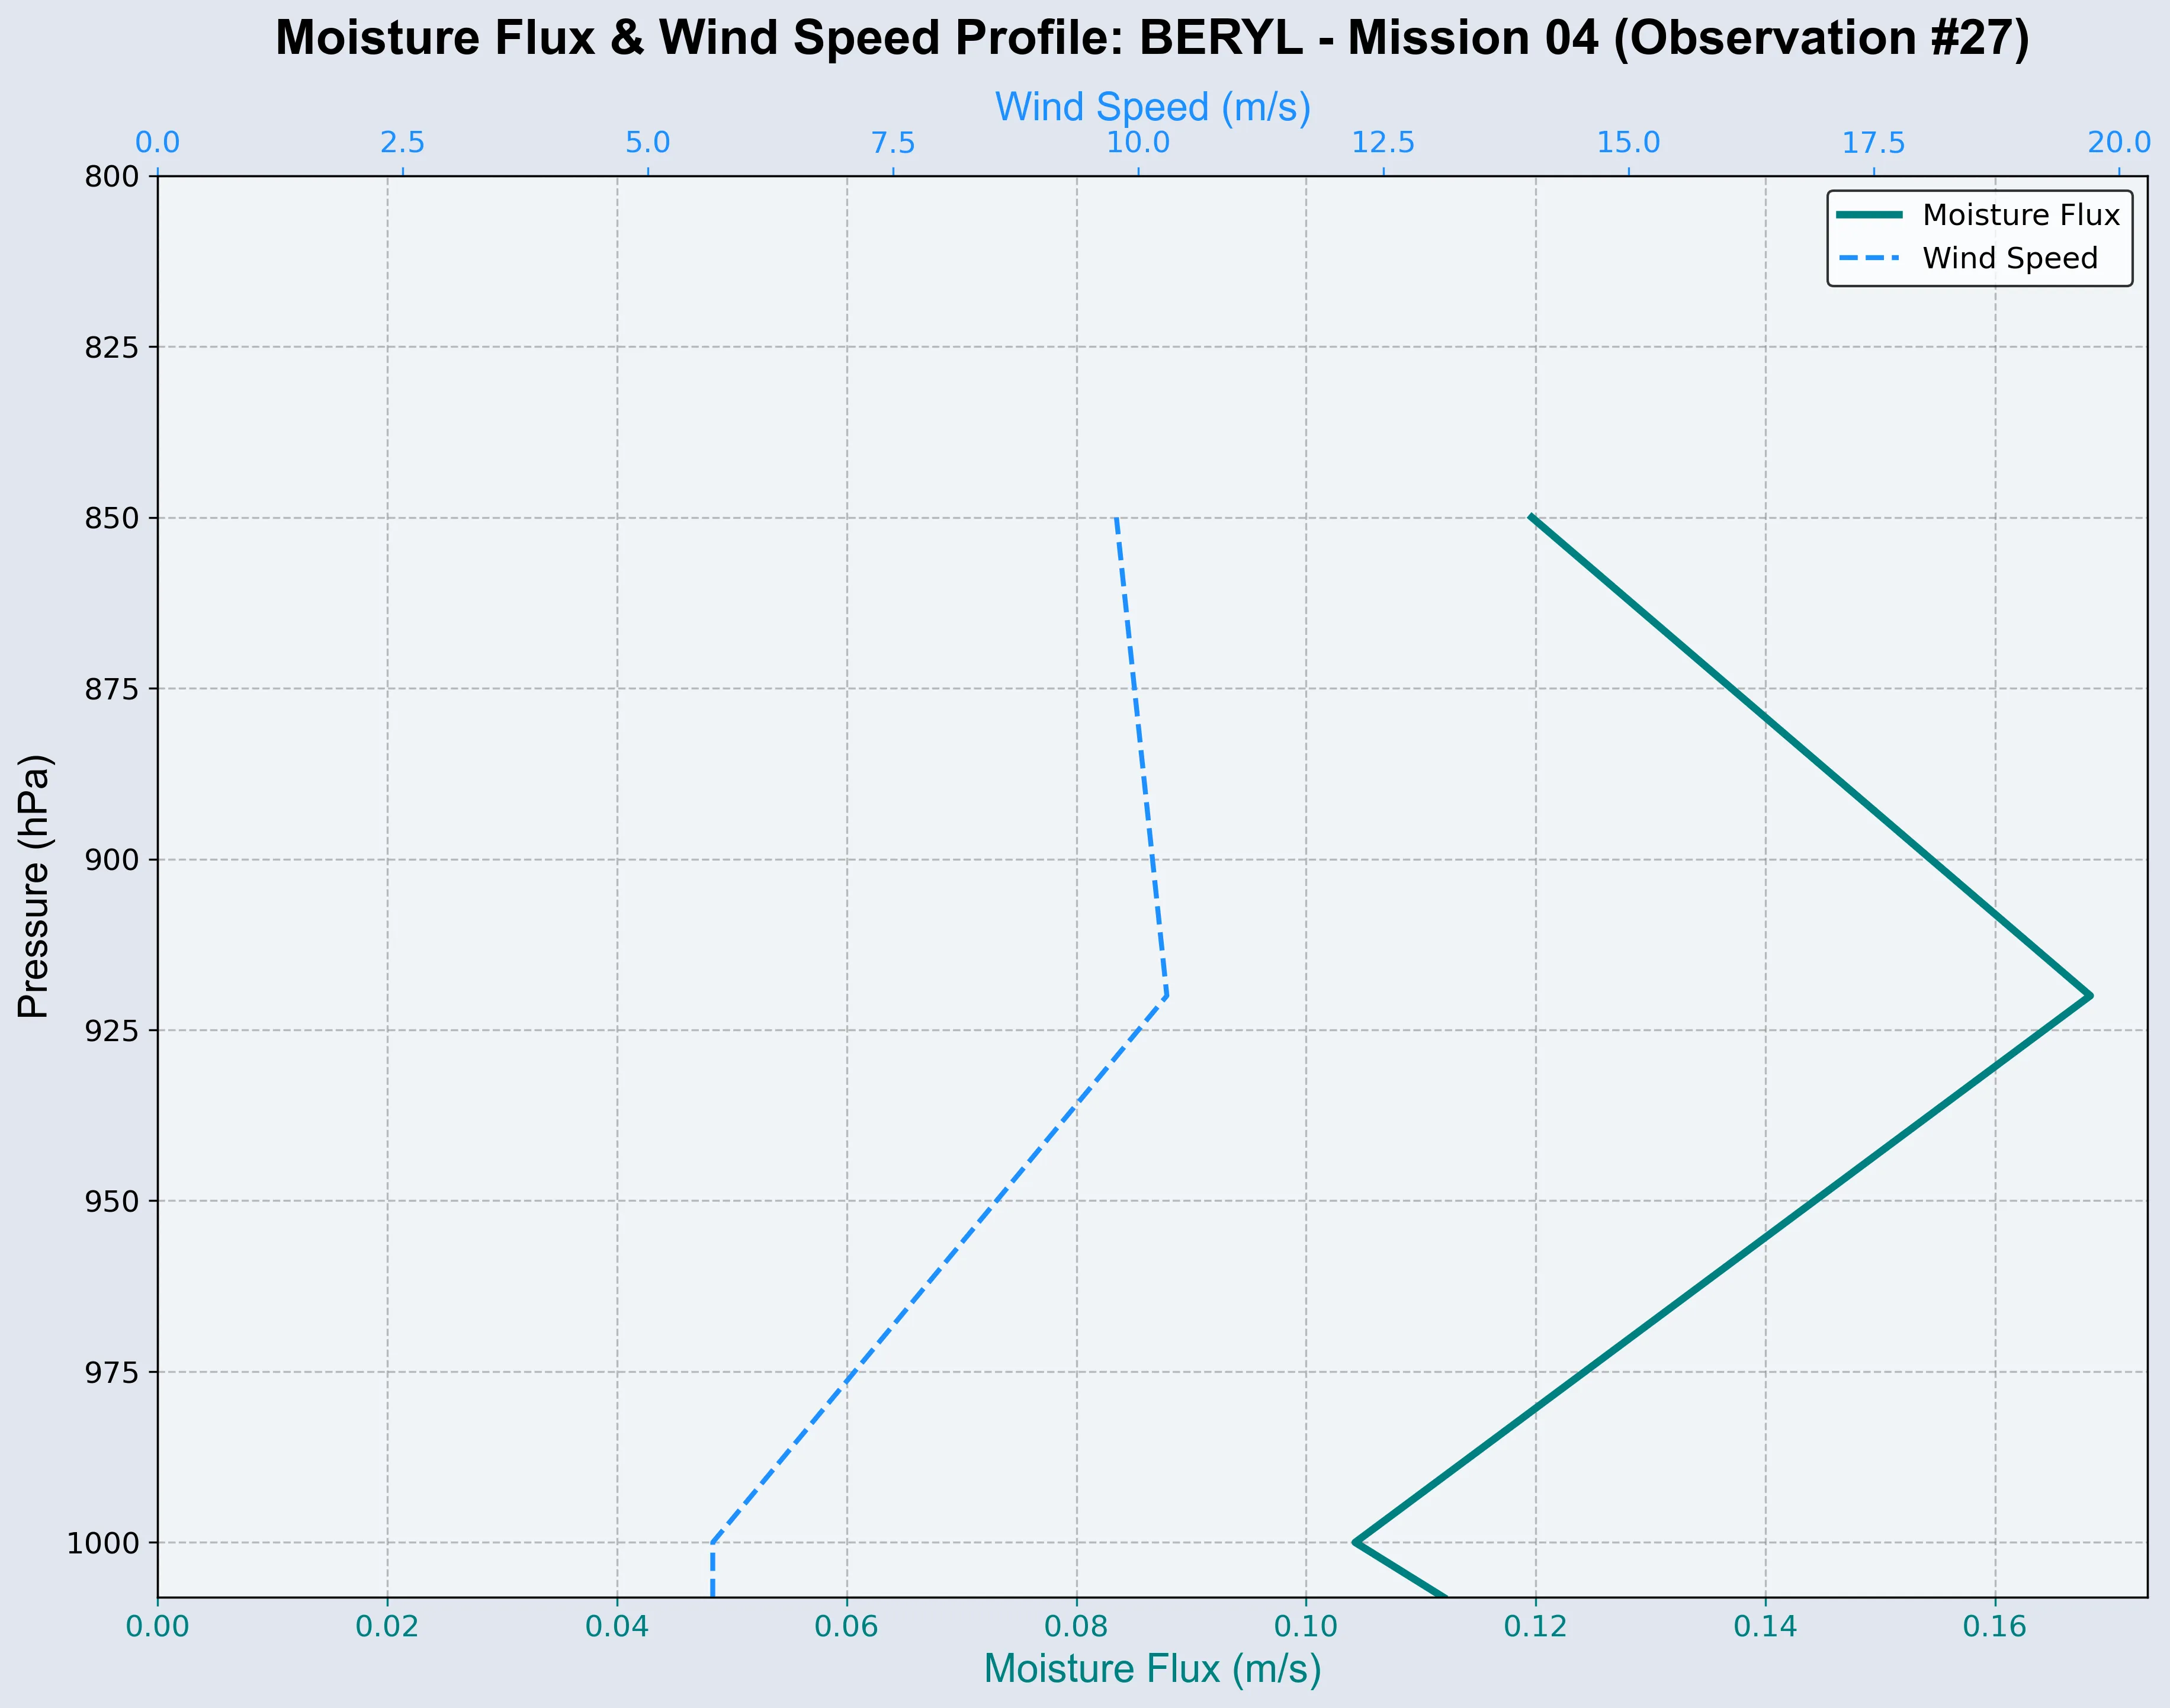 Moisture Flux & Wind Speed Profile: BERYL - Mission 04 (Observation #27)
Wind Speed (m/s)
0.0 2.5 5.0 7.5 10.0 12.5 15.0 17.5 20.0
Moisture Flux
Wind Speed
800
825
850
875
900
925
950
975
1000
Pressure (hPa)
0.00 0.02 0.04 0.06 0.08 0.10 0.12 0.14 0.16
Moisture Flux (m/s)